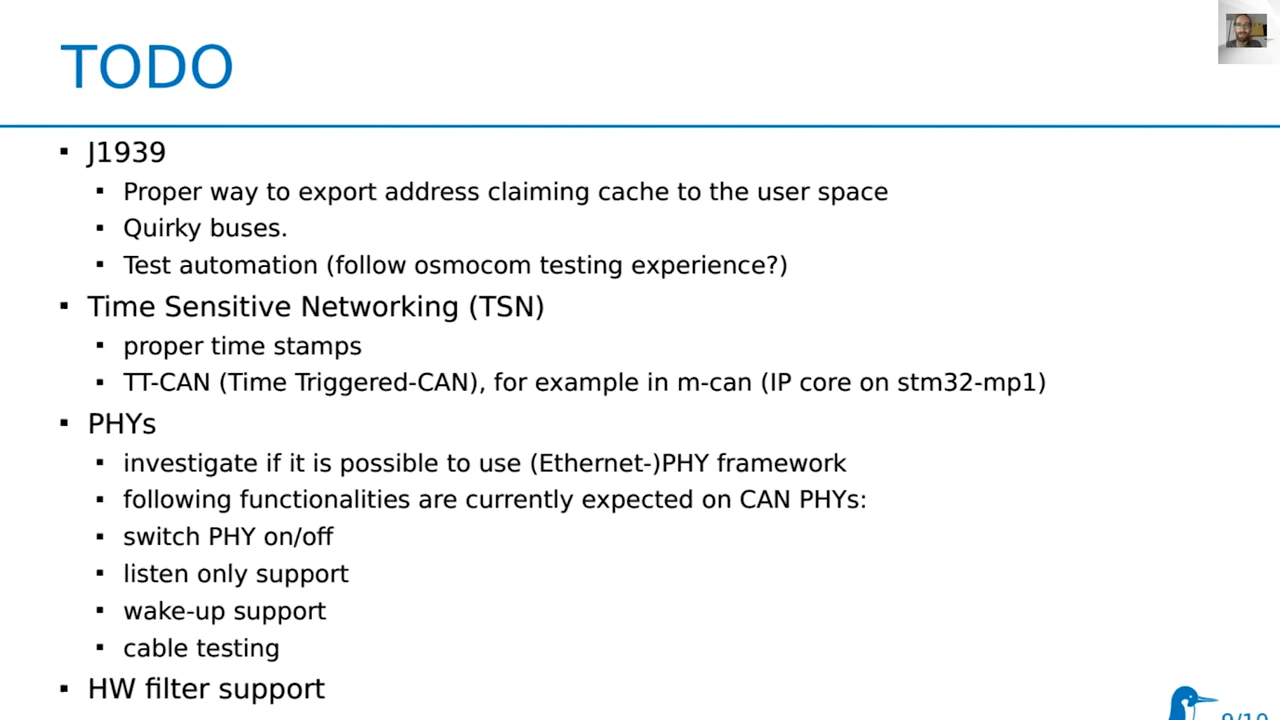 TODO
J1939
Proper way to export address claiming cache to the user space
Quirky buses.
Test automation (follow osmocom testing experience?)
Time Sensitive Networking (TSN)
proper time stamps
TT-CAN (Time Triggered-CAN), for example in m-can (IP core on stm32-mp1)
PHYs
investigate if it is possible to use (Ethernet-)PHY framework
following functionalities are currently expected on CAN PHYs:
switch PHY on/off
listen only support
wake-up support
cable testing
HW filter support
9/10